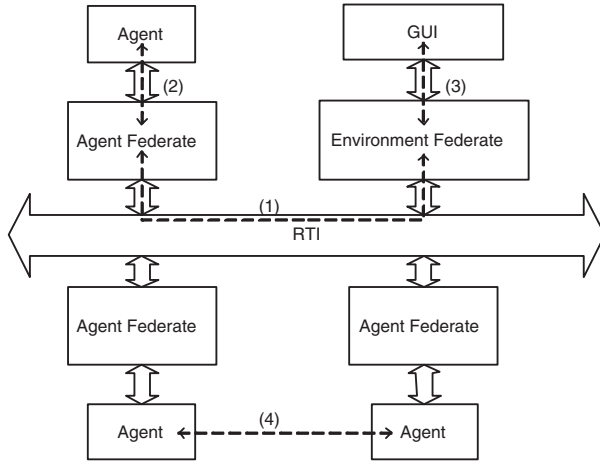 Agent
GUI
(2)
(3)
Agent Federate
Environment Federate
(1)
RTI
Agent Federate
Agent Federate
(4)
Agent
Agent